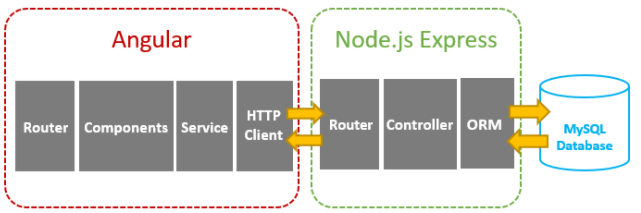 Angular
Node.js Express
Router
Components
Service
HTTP
Client
Router
Controller
ORM
MySQL
Database